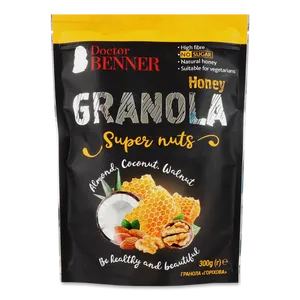 Doctor
BENNER
• High fibre
• NO SUGAR
• Natural honey
• Suitable for vegetarians
Honey
GRANOLA
Super nuts
Almond, Coconut, Walnut
Be healthy and beautiful
300g (г) ℮
ГРАНОЛА «ГОРІХОВА»